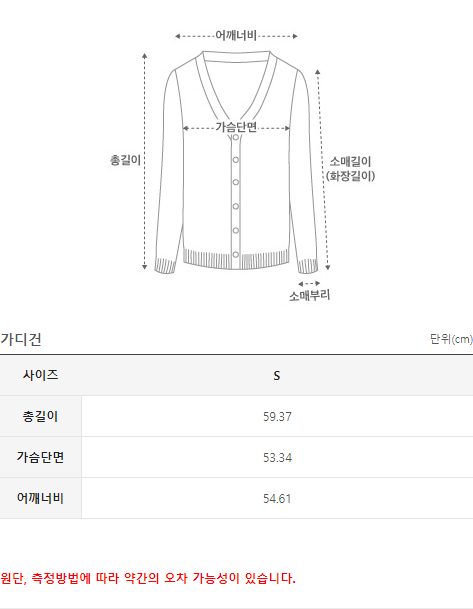 어깨너비
가슴단면
총길이
소매길이
(화장길이)
소매부리
가디건 단위(cm)
사이즈 S
총길이 59.37
가슴단면 53.34
어깨너비 54.61
원단, 측정방법에 따라 약간의 오차 가능성이 있습니다.